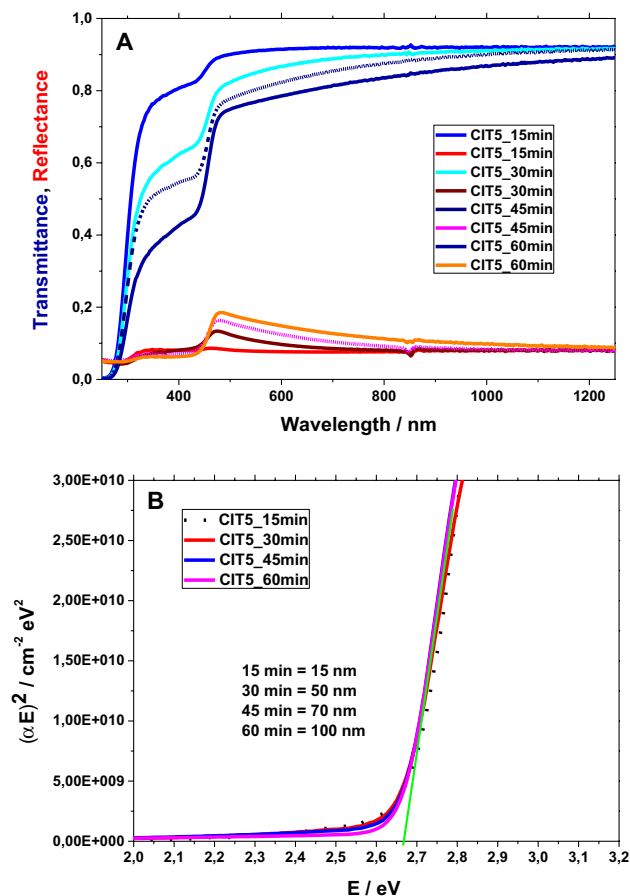 A
1,0
0,8
0,6
0,4
0,2
0,0
Transmittance, Reflectance
CIT5_15min
CIT5_15min
CIT5_30min
CIT5_30min
CIT5_45min
CIT5_45min
CIT5_60min
CIT5_60min
400 600 800 1000 1200
Wavelength / nm
B
3,00E+010
2,50E+010
2,00E+010
1,50E+010
1,00E+010
5,00E+009
0,00E+000
(αE)² / cm⁻² eV²
CIT5_15min
CIT5_30min
CIT5_45min
CIT5_60min
15 min = 15 nm
30 min = 50 nm
45 min = 70 nm
60 min = 100 nm
2,0 2,1 2,2 2,3 2,4 2,5 2,6 2,7 2,8 2,9 3,0 3,1 3,2
E / eV